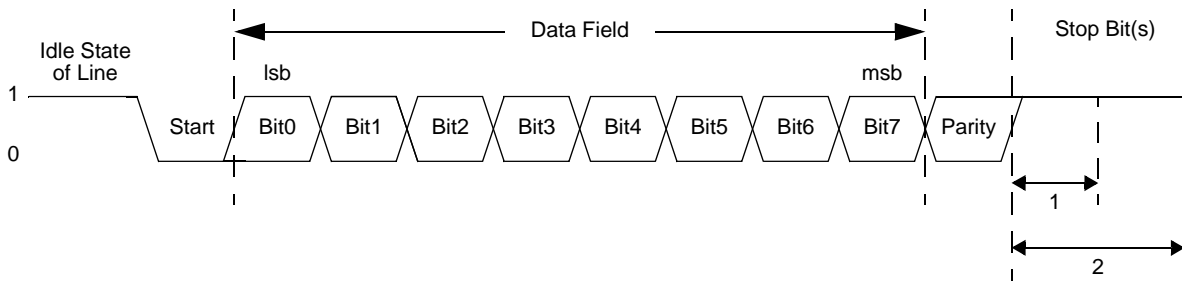 Data Field
Stop Bit(s)
Idle State
of Line
lsb
msb
1
Start
Bit0
Bit1
Bit2
Bit3
Bit4
Bit5
Bit6
Bit7
Parity
0
1
2